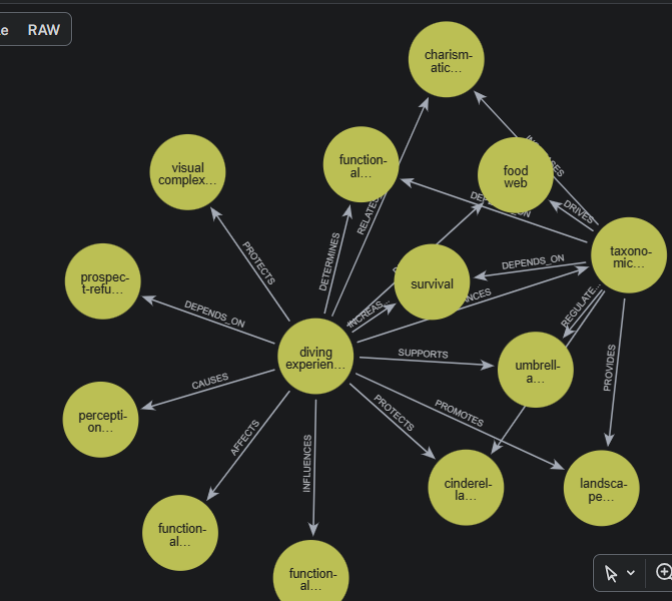 e RAW
charism-
atic...
visual
complex...
function-
al...
food
web
taxono-
mic...
DRIVES
RELATES
DETERMINES
PROTECTS
DEPENDS_ON
prospec-
t-refu...
DEPENDS_ON
survival
INCREAS...
NCES
REGULATE...
diving
experien...
SUPPORTS
umbrell-
a...
PROVIDES
CAUSES
percepti-
on...
PROTECTS
PROMOTES
AFFECTS
INFLUENCES
cinderel-
la...
landsca-
pe...
function-
al...
function-
al...